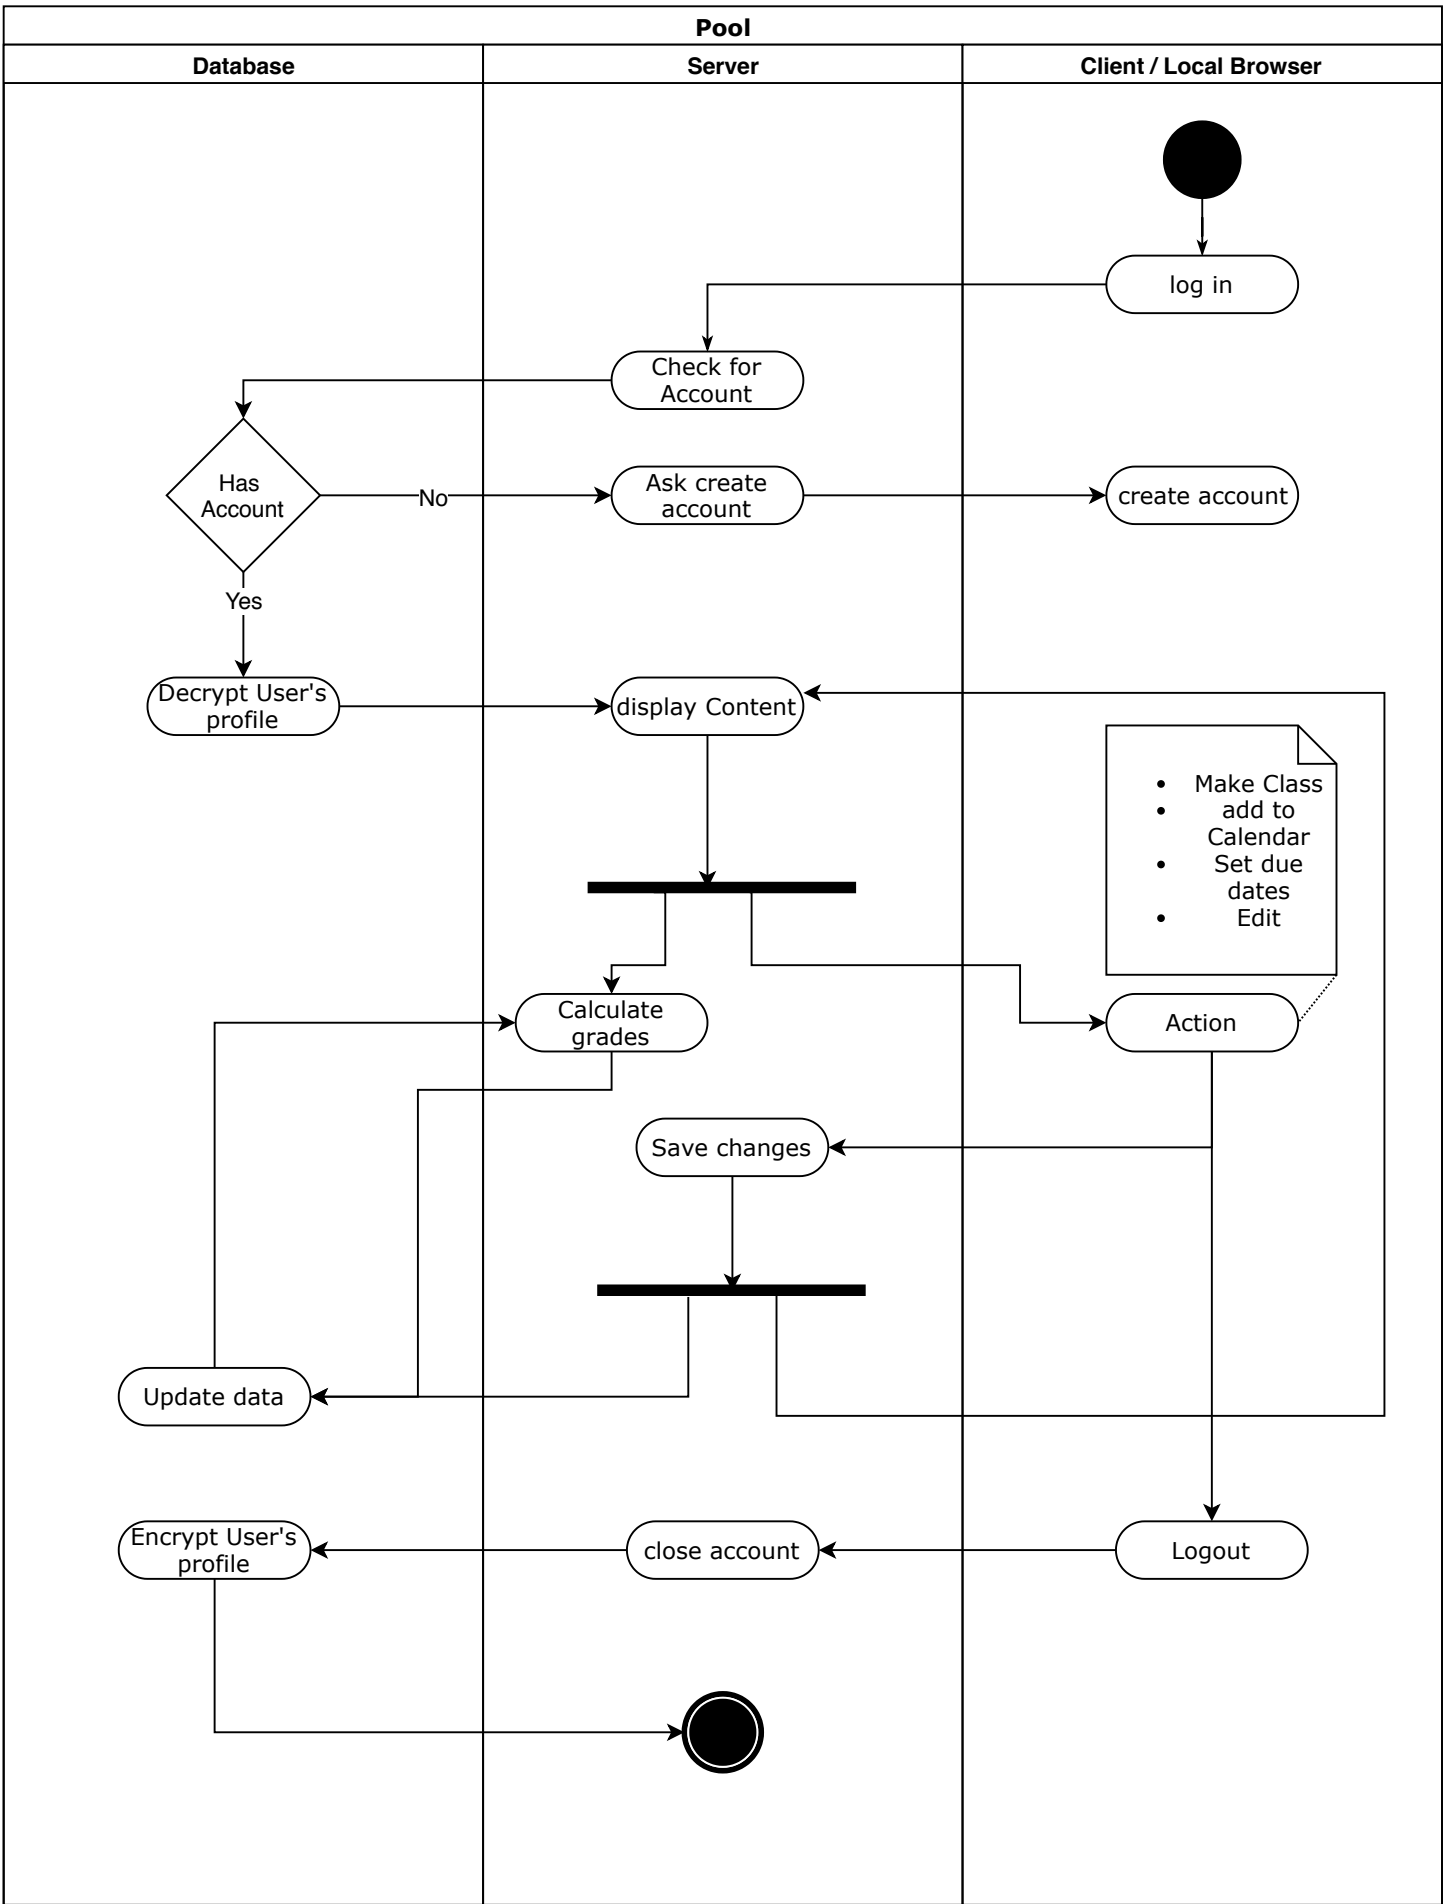 Pool
Database
Server
Client / Local Browser
log in
Check for
Account
Has
Account
No
Ask create
account
create account
Yes
Decrypt User's
profile
display Content
• Make Class
• add to
Calendar
• Set due
dates
• Edit
Calculate
grades
Action
Save changes
Update data
Encrypt User's
profile
close account
Logout